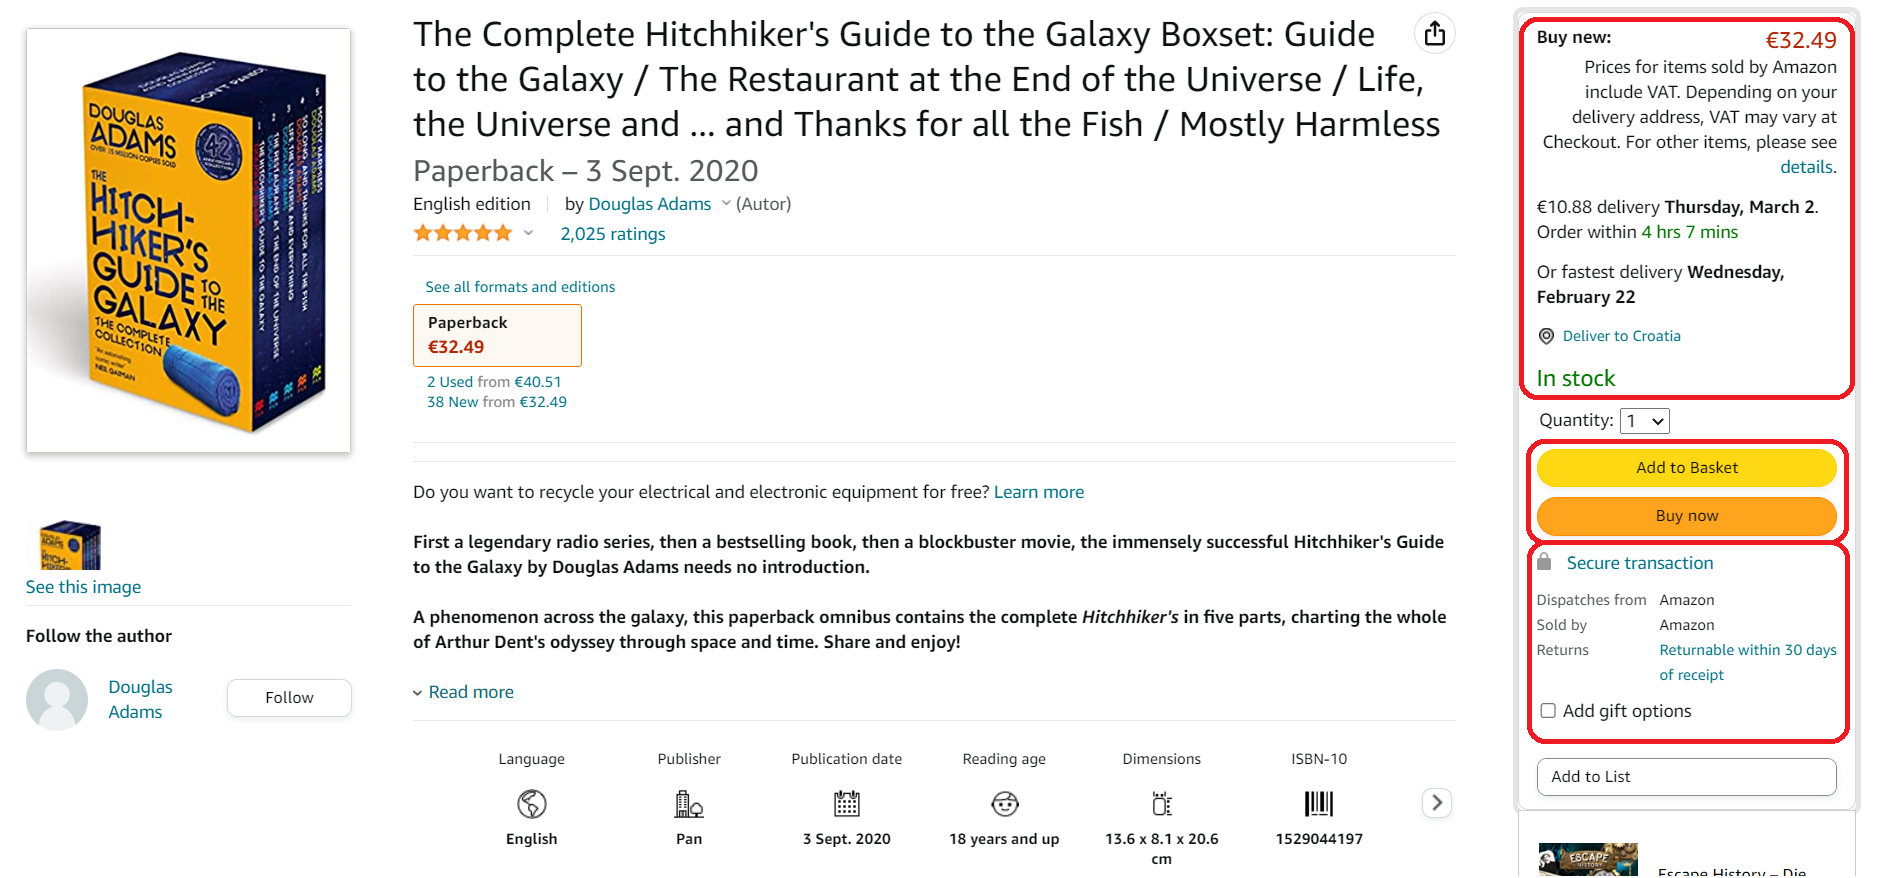 DOUGLAS
ADAMS
OVER 15 MILLION COPIES SOLD
THE
HITCH-
HIKER'S
GUIDE TO
THE
GALAXY
THE COMPLETE
COLLECTION
NEIL GAIMAN
42
DON'T PANIC!
See this image
Follow the author
Douglas
Adams
Follow
The Complete Hitchhiker's Guide to the Galaxy Boxset: Guide
to the Galaxy / The Restaurant at the End of the Universe / Life,
the Universe and ... and Thanks for all the Fish / Mostly Harmless
Paperback – 3 Sept. 2020
English edition by Douglas Adams (Autor)
2,025 ratings
See all formats and editions
Paperback
€32.49
2 Used from €40.51
38 New from €32.49
Do you want to recycle your electrical and electronic equipment for free? Learn more
First a legendary radio series, then a bestselling book, then a blockbuster movie, the immensely successful Hitchhiker's Guide
to the Galaxy by Douglas Adams needs no introduction.
A phenomenon across the galaxy, this paperback omnibus contains the complete Hitchhiker's in five parts, charting the whole
of Arthur Dent's odyssey through space and time. Share and enjoy!
Read more
Language
English
Publisher
Pan
Publication date
3 Sept. 2020
Reading age
18 years and up
Dimensions
13.6 x 8.1 x 20.6
cm
ISBN-10
1529044197
Buy new: €32.49
Prices for items sold by Amazon
include VAT. Depending on your
delivery address, VAT may vary at
Checkout. For other items, please see
details.
€10.88 delivery Thursday, March 2.
Order within 4 hrs 7 mins
Or fastest delivery Wednesday,
February 22
Deliver to Croatia
In stock
Quantity: 1
Add to Basket
Buy now
Secure transaction
Dispatches from Amazon
Sold by Amazon
Returns Returnable within 30 days
of receipt
Add gift options
Add to List
ESCAPE
Escape History – Die